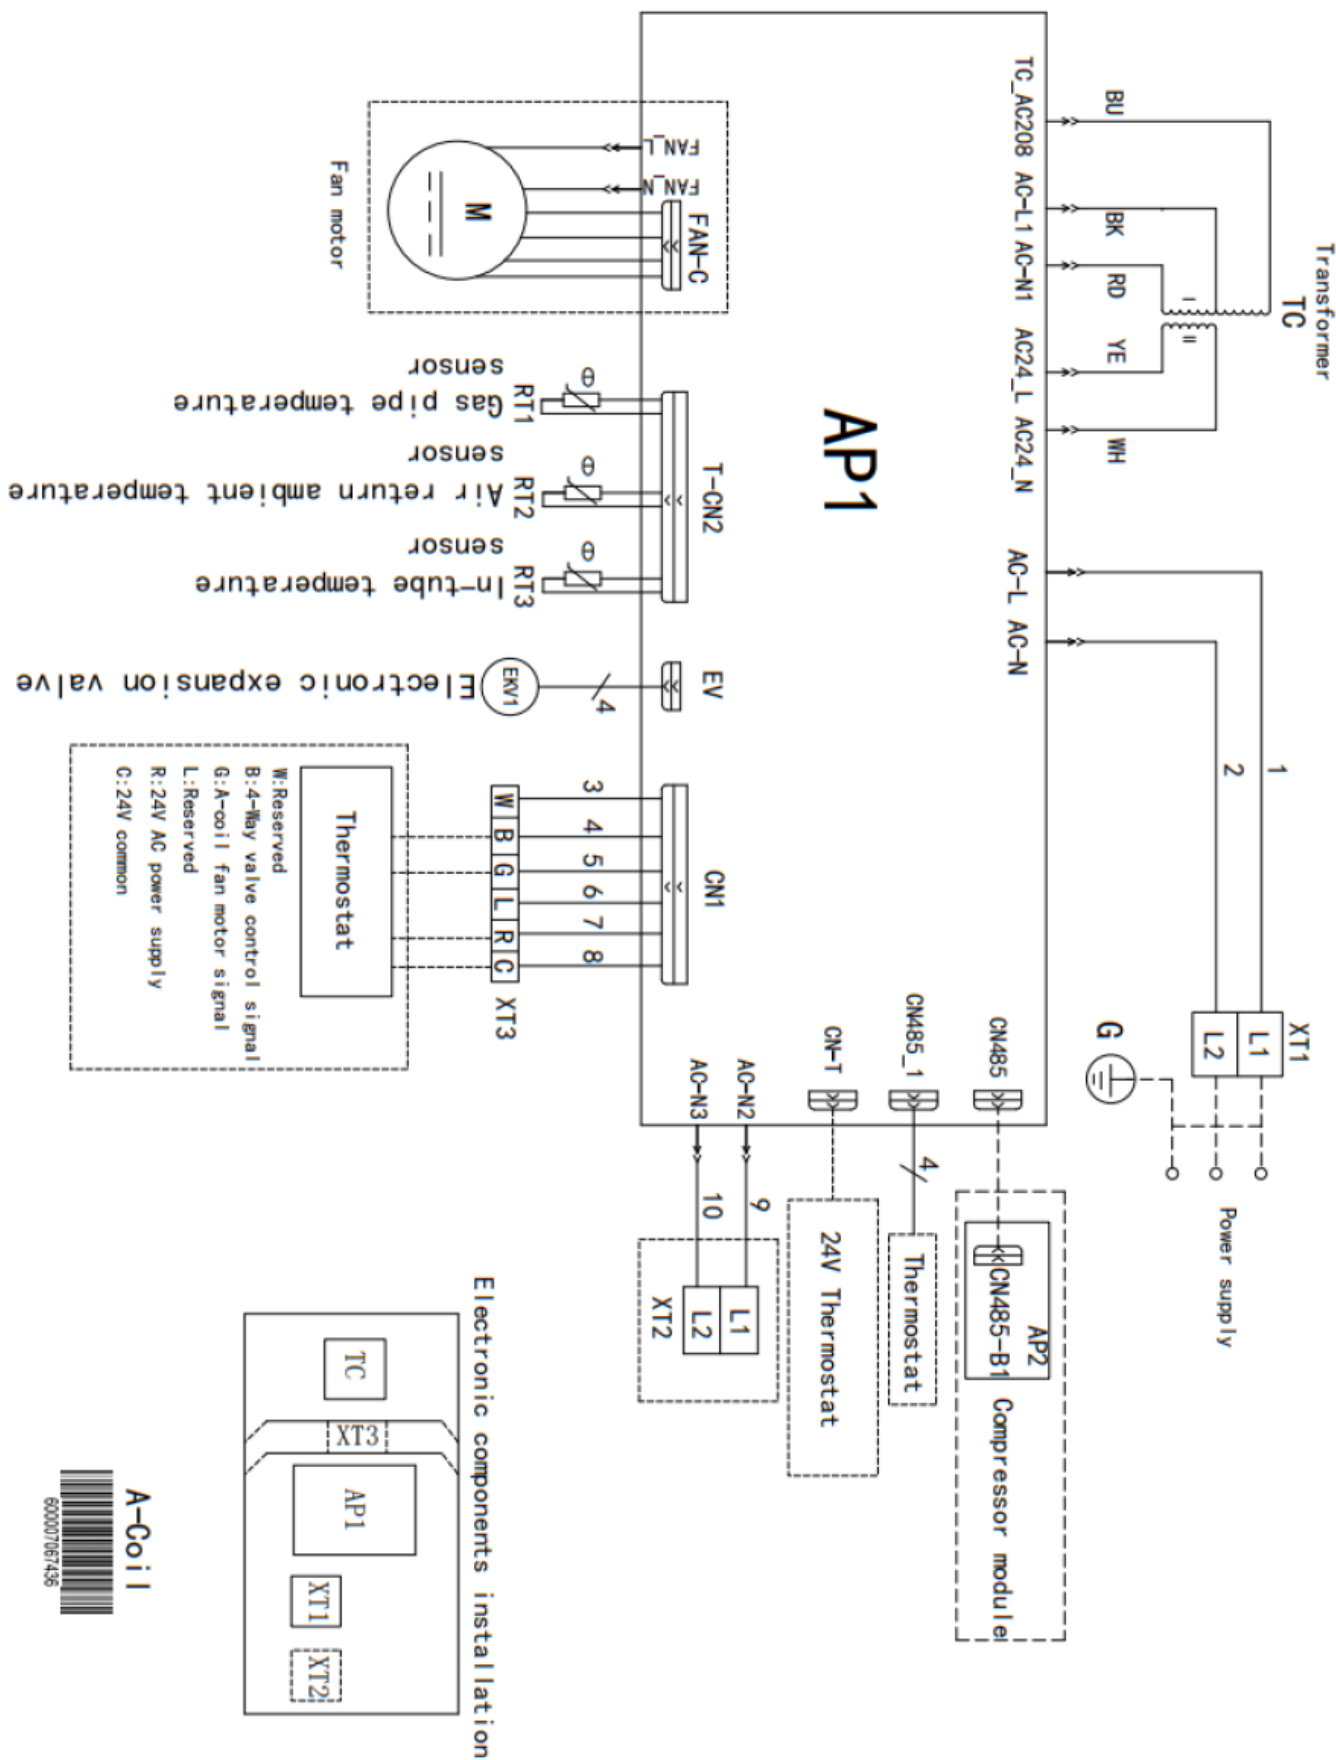 Transformer
TC
I
II
BU
BK
RD
YE
WH
TC_AC208
AC-L1
AC-N1
AC24_L
AC24_N
AC-L
AC-N
1
2
XT1
L1
L2
G
Power supply
AP1
FAN_L
FAN_N
FAN-C
M
Fan motor
T-CN2
θ
RT1
Gas pipe temperature
sensor
θ
RT2
Air return ambient temperature
sensor
θ
RT3
In-tube temperature
sensor
EV
4
EKV1
Electronic expansion valve
CN1
3
4
5
6
7
8
W
B
G
L
R
C
XT3
Thermostat
W:Reserved
B:4-Way valve control signal
G:A-coil fan motor signal
L:Reserved
R:24V AC power supply
C:24V common
CN485
CN485_1
CN-T
AC-N2
AC-N3
AP2
CN485-B1
Compressor module
4
Thermostat
24V Thermostat
9
10
L1
L2
XT2
Electronic components installation
TC
XT3
AP1
XT1
XT2
A-Coil
600007067436